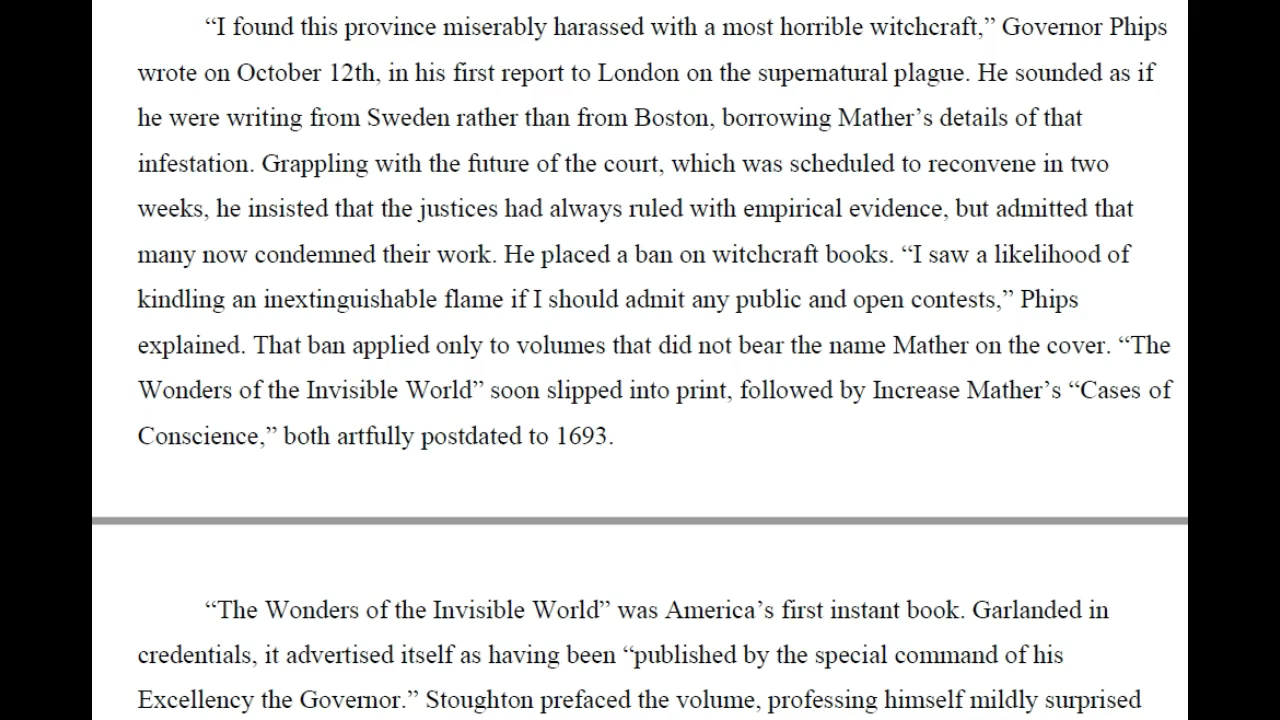 “I found this province miserably harassed with a most horrible witchcraft,” Governor Phips
wrote on October 12th, in his first report to London on the supernatural plague. He sounded as if
he were writing from Sweden rather than from Boston, borrowing Mather’s details of that
infestation. Grappling with the future of the court, which was scheduled to reconvene in two
weeks, he insisted that the justices had always ruled with empirical evidence, but admitted that
many now condemned their work. He placed a ban on witchcraft books. “I saw a likelihood of
kindling an inextinguishable flame if I should admit any public and open contests,” Phips
explained. That ban applied only to volumes that did not bear the name Mather on the cover. “The
Wonders of the Invisible World” soon slipped into print, followed by Increase Mather’s “Cases of
Conscience,” both artfully postdated to 1693.
“The Wonders of the Invisible World” was America’s first instant book. Garlanded in
credentials, it advertised itself as having been “published by the special command of his
Excellency the Governor.” Stoughton prefaced the volume, professing himself mildly surprised